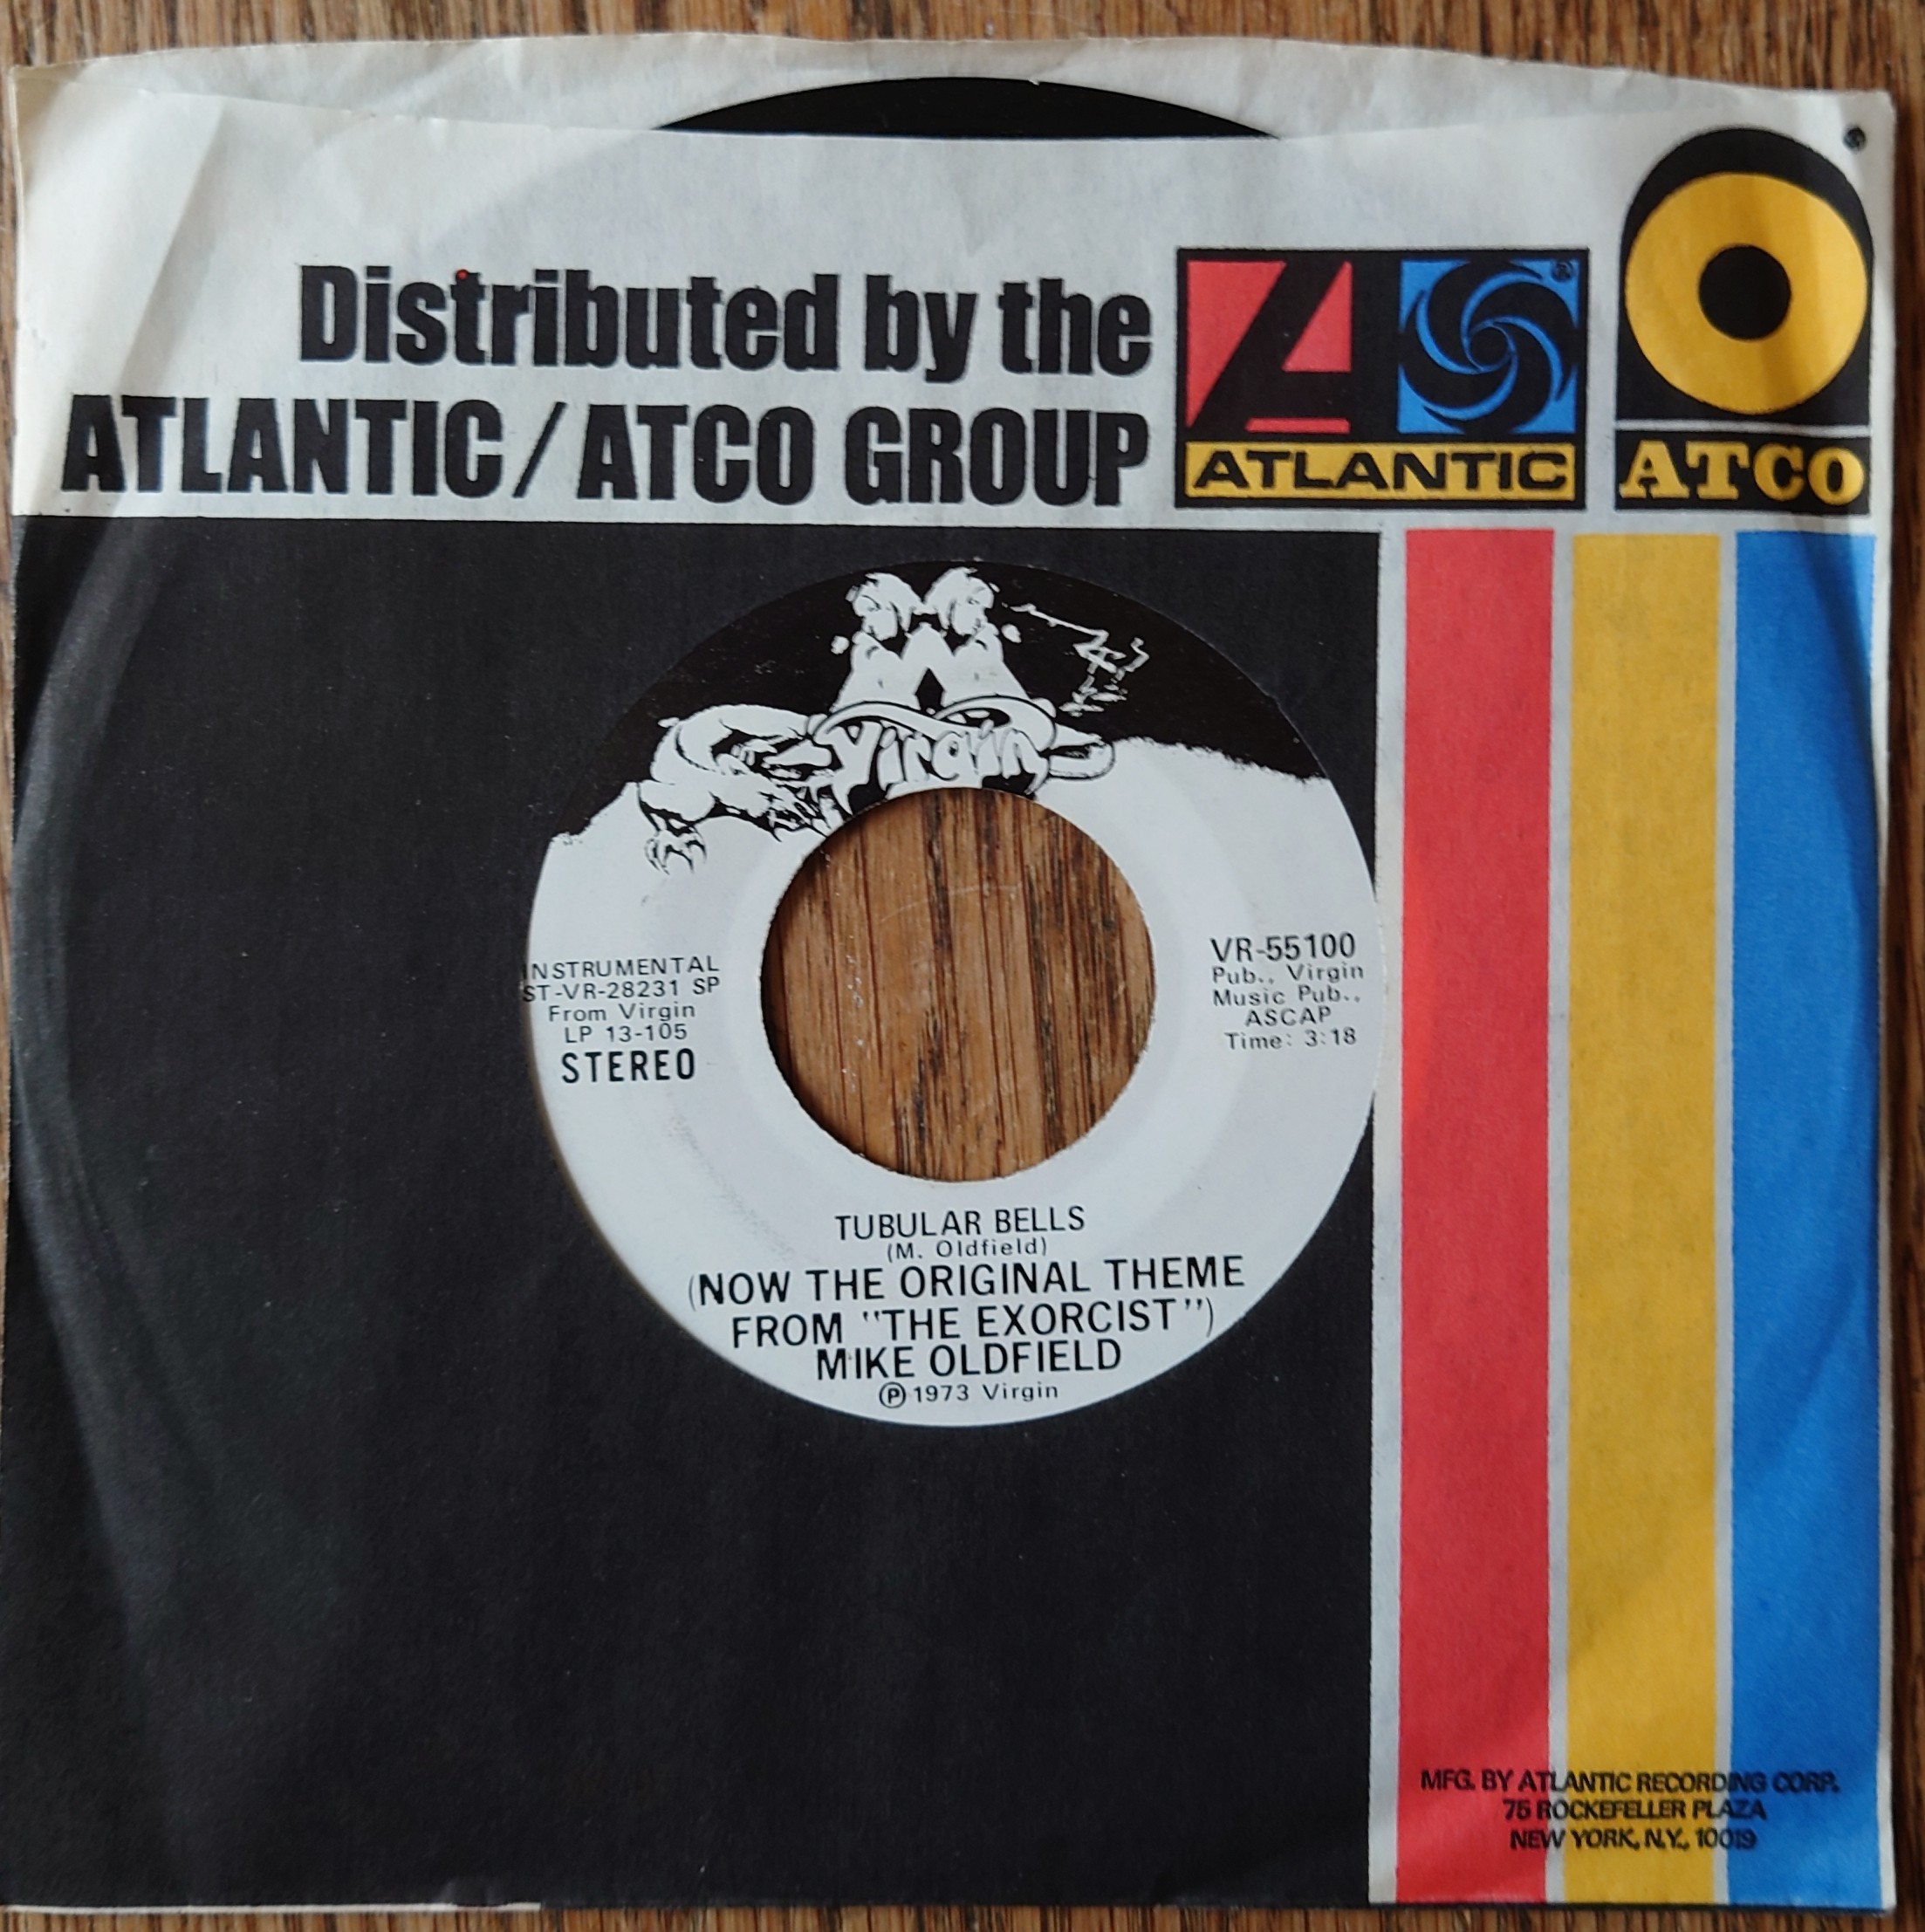 Distributed by the
ATLANTIC/ATCO GROUP
ATLANTIC
ATCO
Virgin
INSTRUMENTAL
ST-VR-28231 SP
From Virgin
LP 13-105
STEREO
VR-55100
Pub., Virgin
Music Pub.,
ASCAP
Time: 3:18
TUBULAR BELLS
(M. Oldfield)
(NOW THE ORIGINAL THEME
FROM "THE EXORCIST")
MIKE OLDFIELD
Ⓟ 1973 Virgin
MFG. BY ATLANTIC RECORDING CORP.
75 ROCKEFELLER PLAZA
NEW YORK, N.Y., 10019